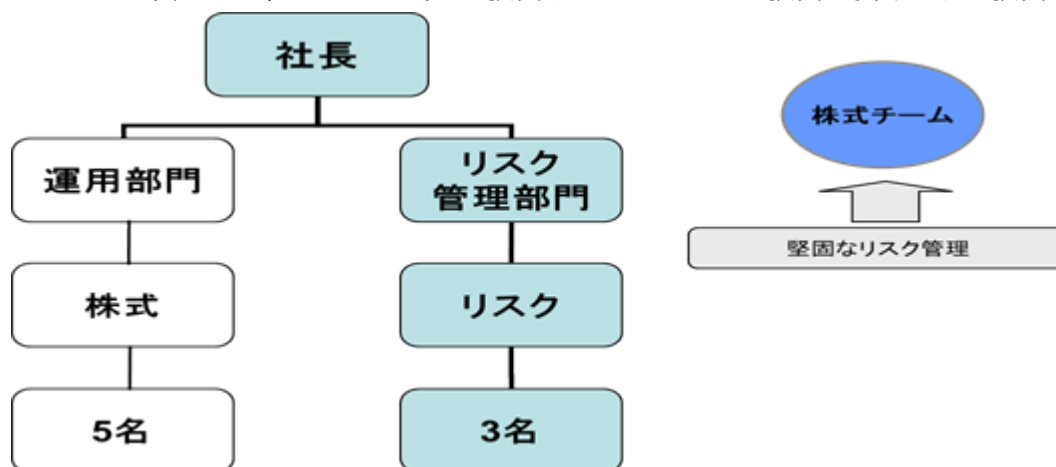 社長
運用部門
リスク
管理部門
株式
リスク
5名
3名
株式チーム
堅固なリスク管理